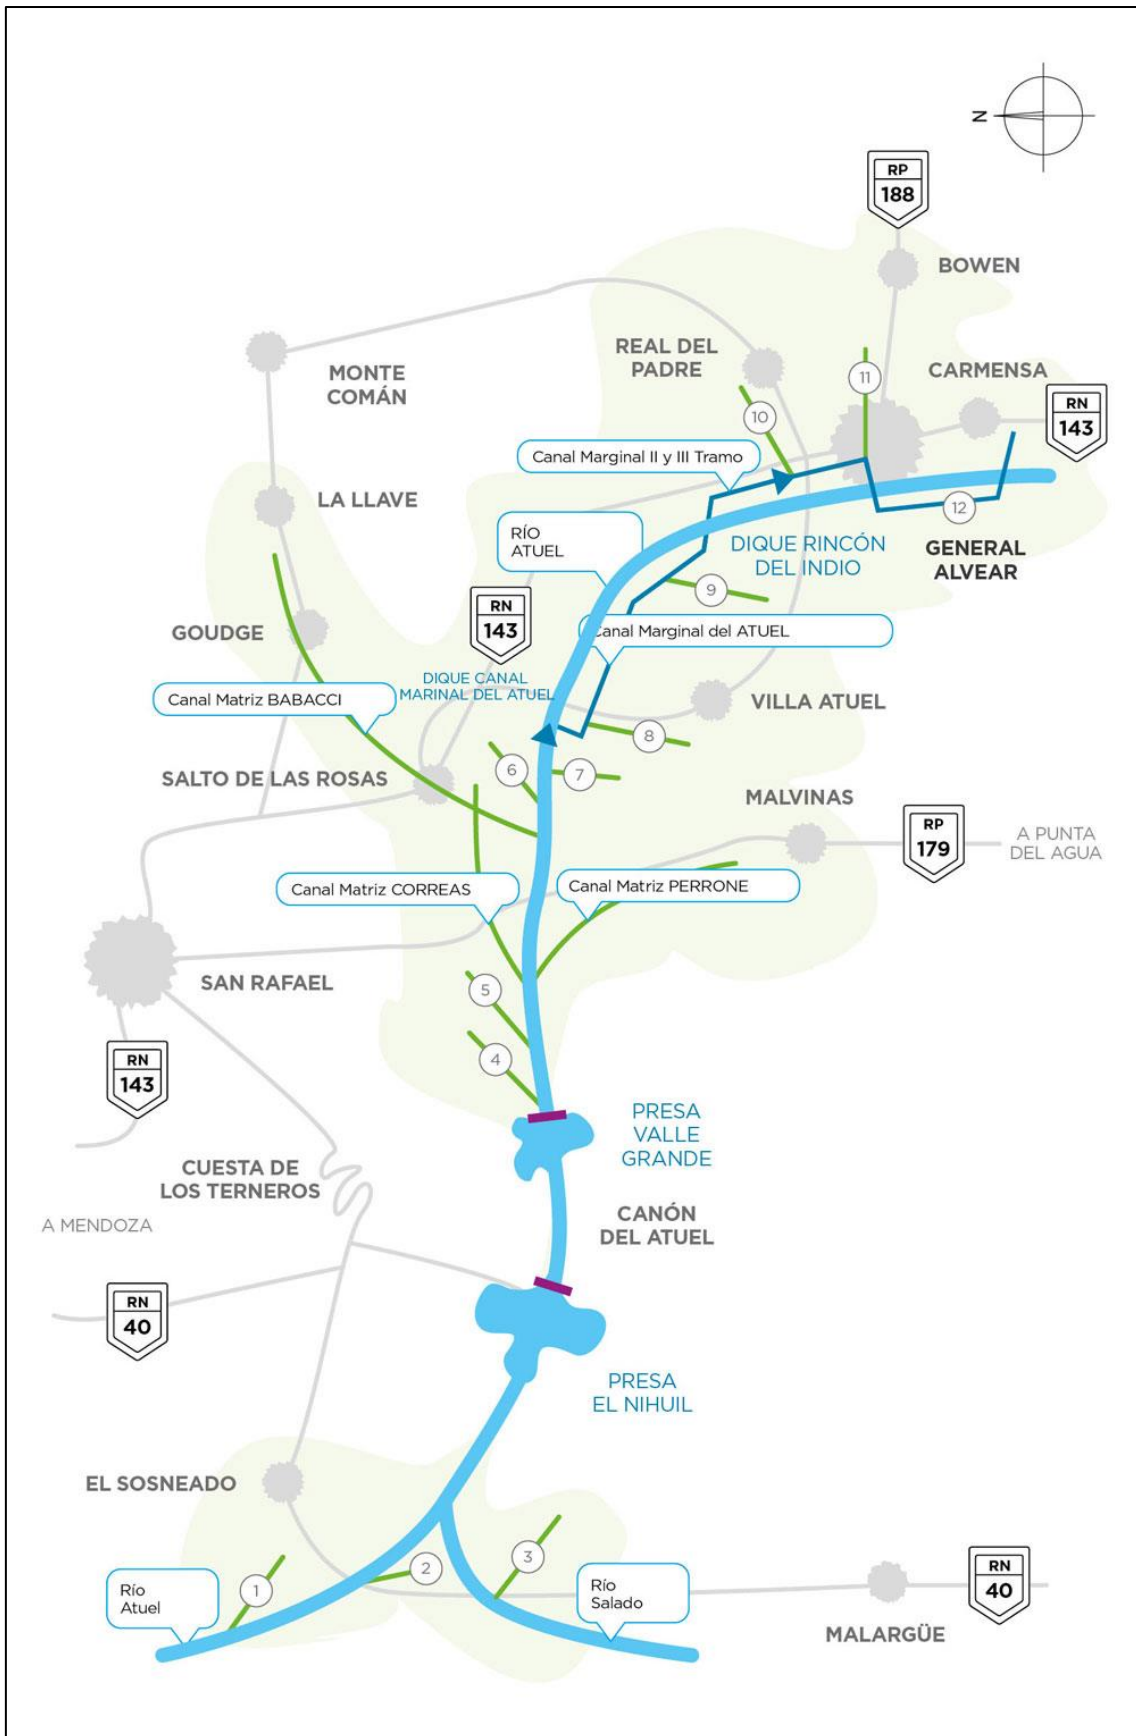 N
RP
188
BOWEN
REAL DEL
PADRE
MONTE
COMÁN
11
CARMENSA
RN
143
10
Canal Marginal II y III Tramo
LA LLAVE
12
RÍO
ATUEL
DIQUE RINCÓN
DEL INDIO
GENERAL
ALVEAR
9
RN
143
GOUDGE
Canal Marginal del ATUEL
DIQUE CANAL
MARINAL DEL ATUEL
Canal Matriz BABACCI
VILLA ATUEL
8
6
7
SALTO DE LAS ROSAS
MALVINAS
RP
179
A PUNTA
DEL AGUA
Canal Matriz CORREAS
Canal Matriz PERRONE
SAN RAFAEL
5
4
RN
143
PRESA
VALLE
GRANDE
CUESTA DE
LOS TERNEROS
A MENDOZA
CANÓN
DEL ATUEL
RN
40
PRESA
EL NIHUIL
EL SOSNEADO
3
2
1
Río
Atuel
Río
Salado
RN
40
MALARGÜE